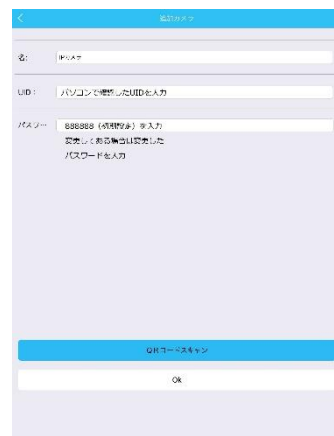 追加カメラ
名: IPカメラ
UID: パソコンで確認したUIDを入力
パスワー… 888888（初期設定）を入力
変更してある場合は変更した
パスワードを入力
QRコードスキャン
Ok